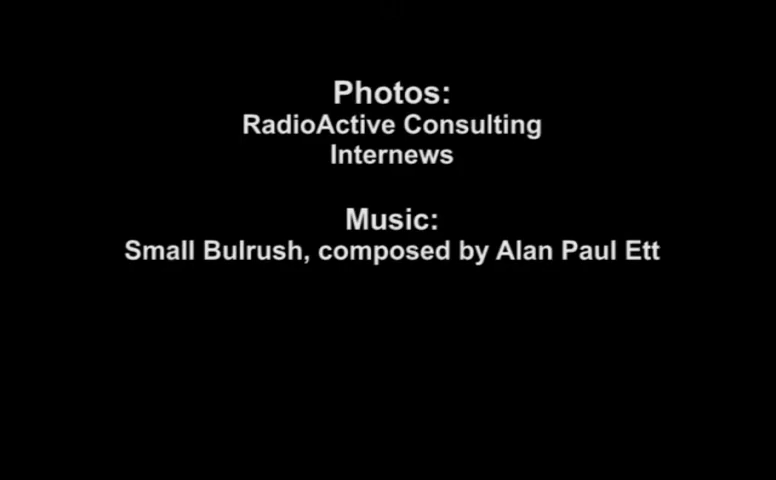 Photos:
RadioActive Consulting
Internews
Music:
Small Bulrush, composed by Alan Paul Ett